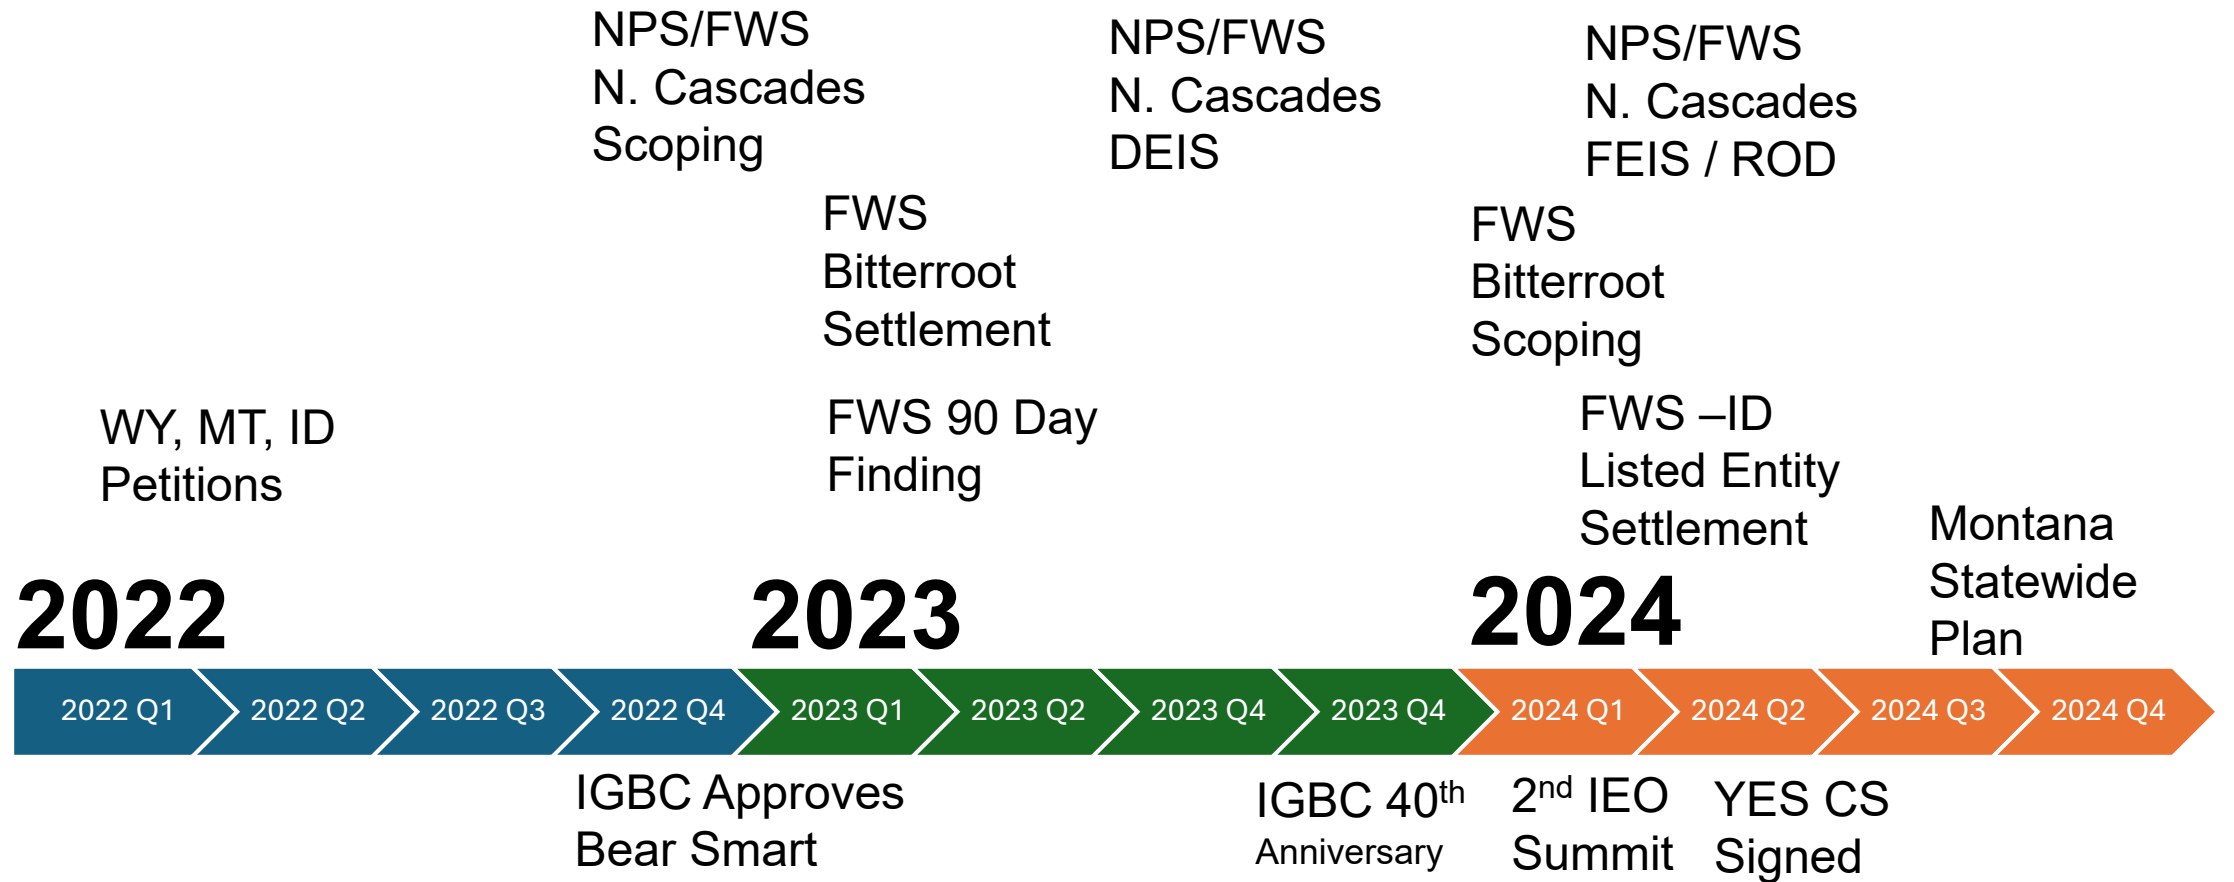 NPS/FWS
N. Cascades
Scoping
NPS/FWS
N. Cascades
DEIS
NPS/FWS
N. Cascades
FEIS / ROD
FWS
Bitterroot
Settlement
FWS
Bitterroot
Scoping
WY, MT, ID
Petitions
FWS 90 Day
Finding
FWS –ID
Listed Entity
Settlement
Montana
Statewide
Plan
2022
2023
2024
2022 Q1
2022 Q2
2022 Q3
2022 Q4
2023 Q1
2023 Q2
2023 Q4
2023 Q4
2024 Q1
2024 Q2
2024 Q3
2024 Q4
IGBC Approves
Bear Smart
IGBC 40th
Anniversary
2nd IEO
Summit
YES CS
Signed